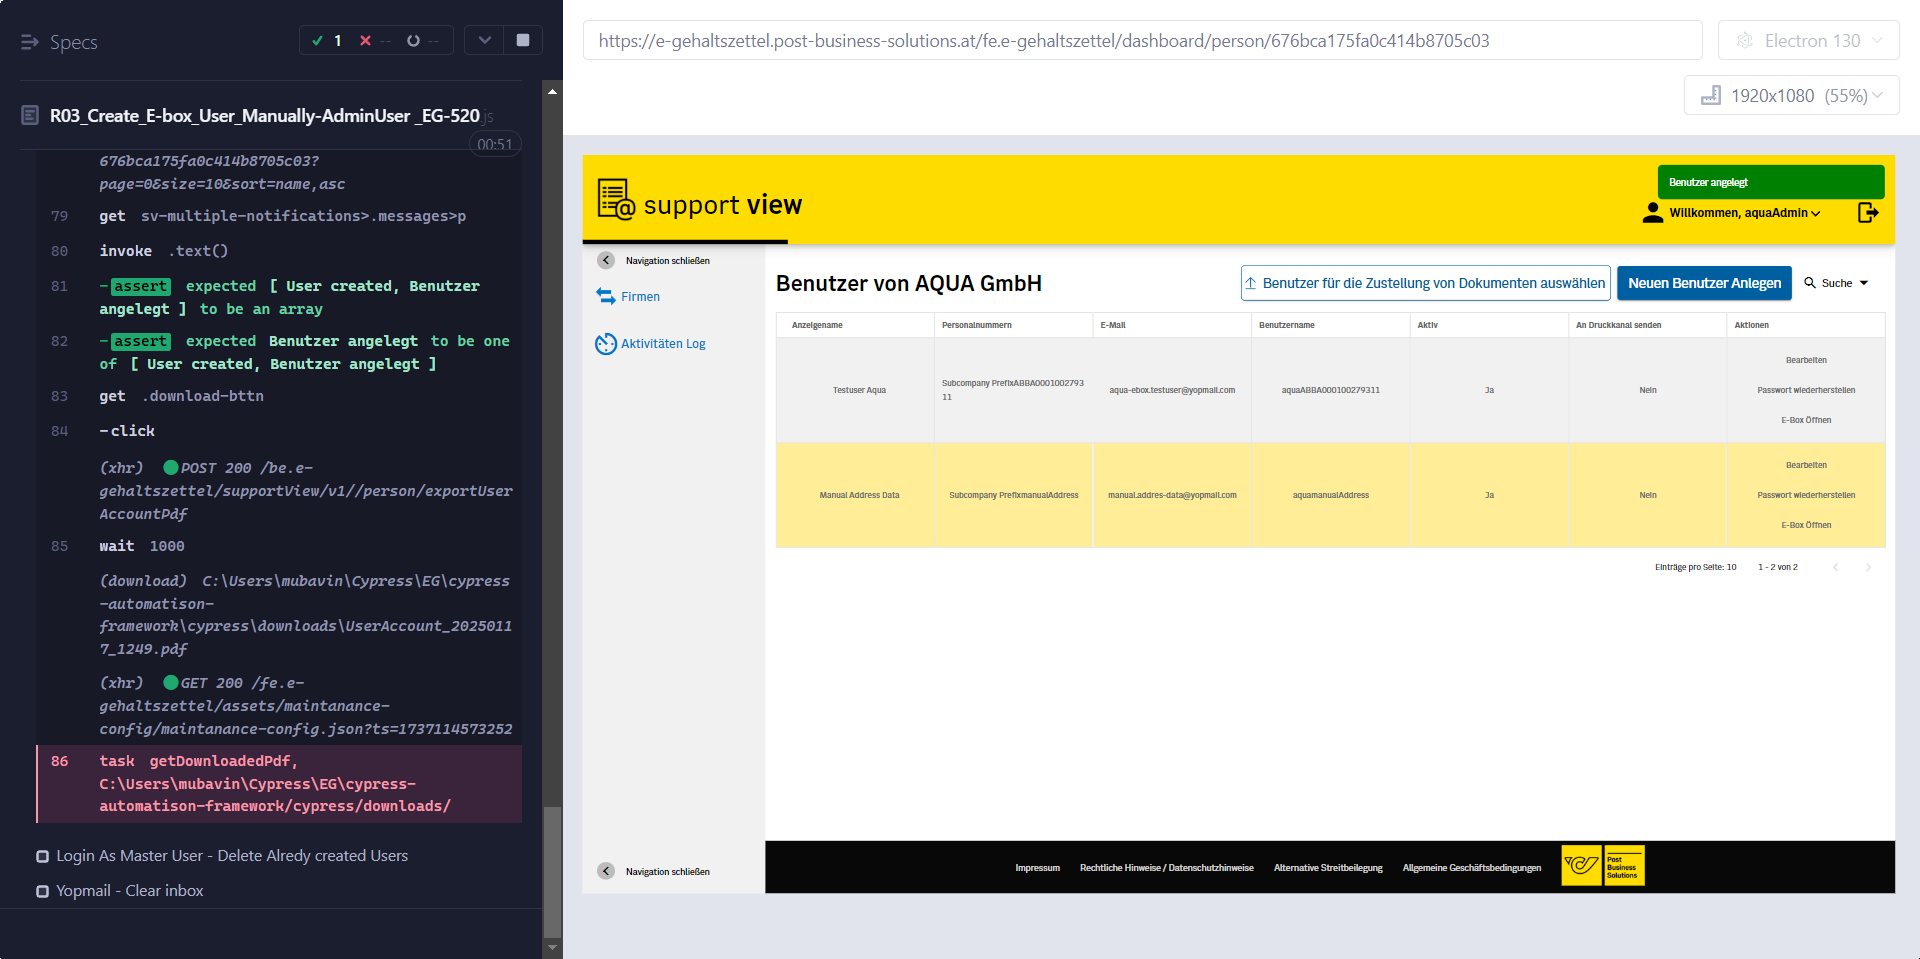 Specs
1
--
--
R03_Create_E-box_User_Manually-AdminUser _EG-520.js
00:51
676bca175fa0c414b8705c03?
page=0&size=10&sort=name,asc
79 get sv-multiple-notifications>.messages>p
80 invoke .text()
81 -assert expected [ User created, Benutzer
angelegt ] to be an array
82 -assert expected Benutzer angelegt to be one
of [ User created, Benutzer angelegt ]
83 get .download-bttn
84 -click
(xhr) POST 200 /be.e-
gehaltszettel/supportView/v1//person/exportUser
AccountPdf
85 wait 1000
(download) C:\Users\mubavin\Cypress\EG\cypress
-automatison-
framework\cypress\downloads\UserAccount_2025011
7_1249.pdf
(xhr) GET 200 /fe.e-
gehaltszettel/assets/maintanance-
config/maintanance-config.json?ts=1737114573252
86 task getDownloadedPdf,
C:\Users\mubavin\Cypress\EG\cypress-
automatison-framework/cypress/downloads/
Login As Master User - Delete Alredy created Users
Yopmail - Clear inbox
https://e-gehaltszettel.post-business-solutions.at/fe.e-gehaltszettel/dashboard/person/676bca175fa0c414b8705c03
Electron 130
1920x1080 (55%)
support view
Benutzer angelegt
Willkommen, aquaAdmin
Navigation schließen
Firmen
Aktivitäten Log
Benutzer von AQUA GmbH
Benutzer für die Zustellung von Dokumenten auswählen
Neuen Benutzer Anlegen
Suche
Anzeigename Personalnummern E-Mail Benutzername Aktiv An Druckkanal senden Aktionen
Testuser Aqua
Subcompany PrefixABBA0001002793
11
aqua-ebox.testuser@yopmail.com
aquaABBA000100279311
Ja
Nein
Bearbeiten
Passwort wiederherstellen
E-Box Öffnen
Manual Address Data
Subcompany PrefixmanualAddress
manual.addres-data@yopmail.com
aquamanualAddress
Ja
Nein
Bearbeiten
Passwort wiederherstellen
E-Box Öffnen
Einträge pro Seite: 10 1 - 2 von 2
Navigation schließen
Impressum Rechtliche Hinweise / Datenschutzhinweise Alternative Streitbeilegung Allgemeine Geschäftsbedingungen
Post
Business
Solutions